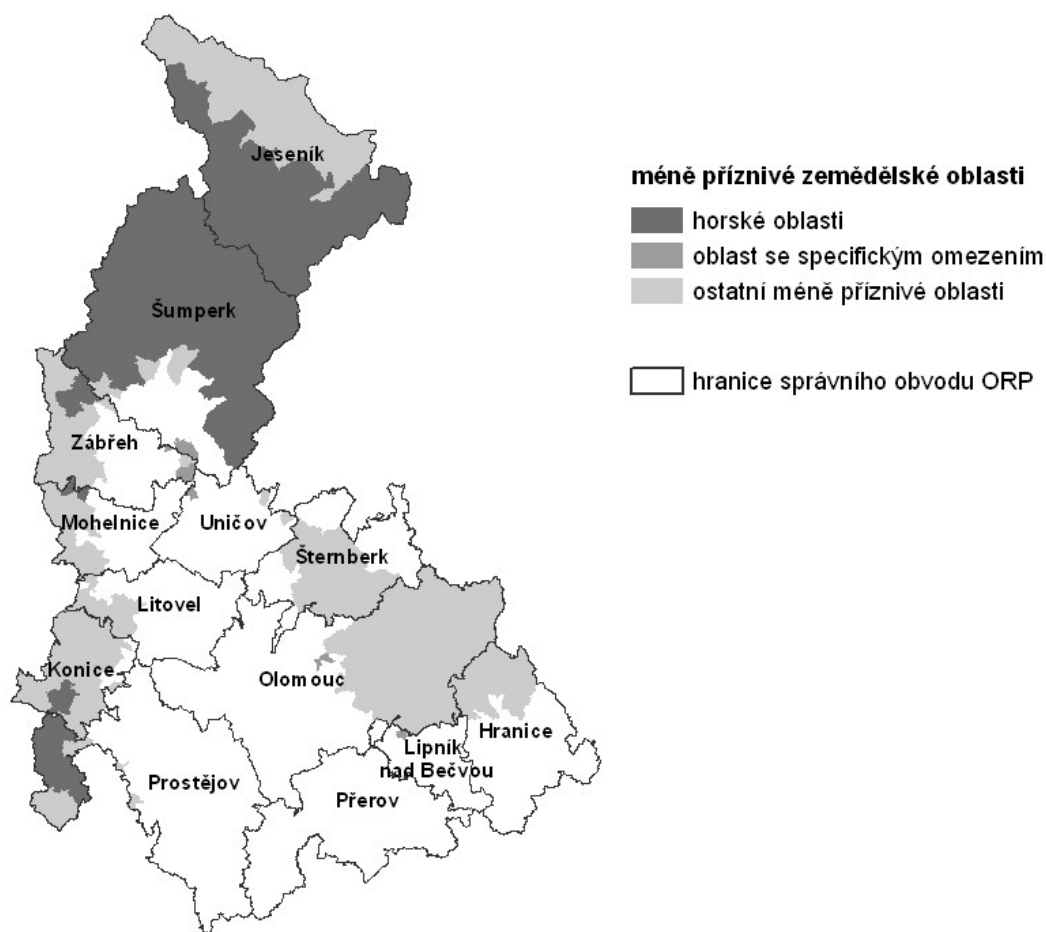 Jeseník
méně příznivé zemědělské oblasti
horské oblasti
oblast se specifickým omezením
ostatní méně příznivé oblasti
hranice správního obvodu ORP
Šumperk
Zábřeh
Mohelnice
Uničov
Šternberk
Litovel
Konice
Olomouc
Hranice
Lipník
nad Bečvou
Prostějov
Přerov